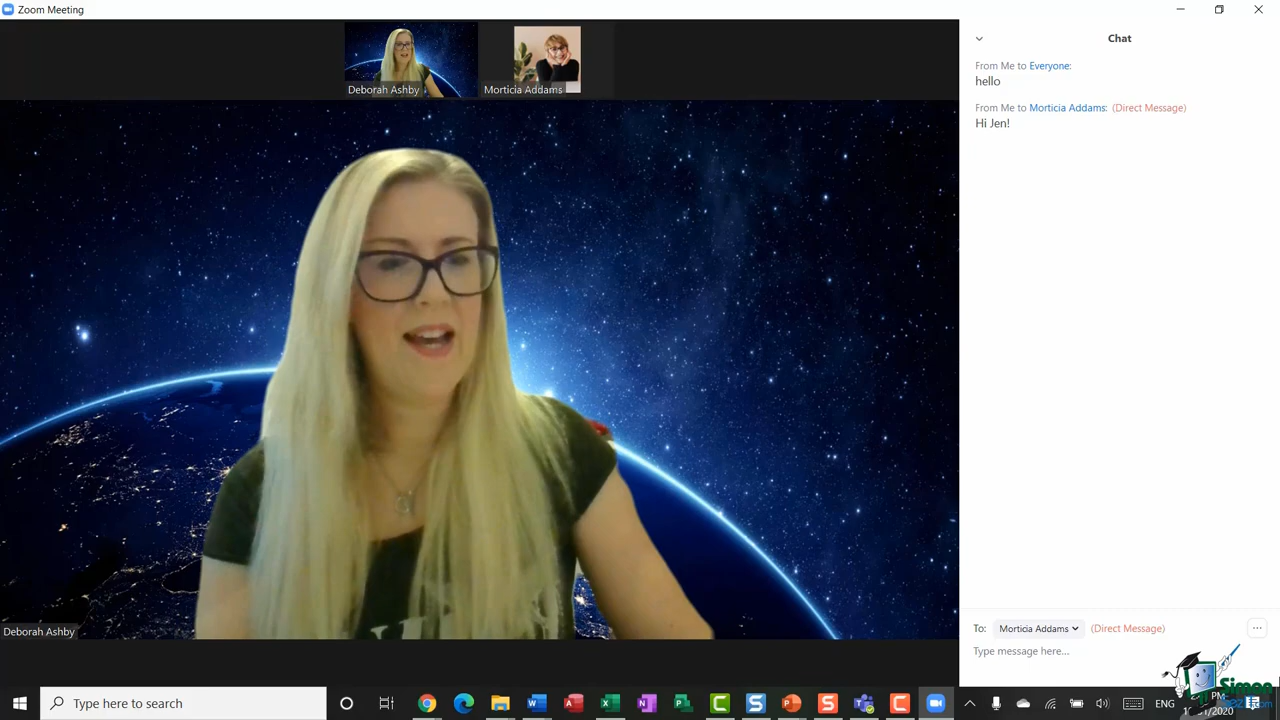 Zoom Meeting
Deborah Ashby
Morticia Addams
Chat
From Me to Everyone:
hello
From Me to Morticia Addams: (Direct Message)
Hi Jen!
Deborah Ashby
To: Morticia Addams (Direct Message)
Type message here...
Type here to search
ENG
PM
Simon